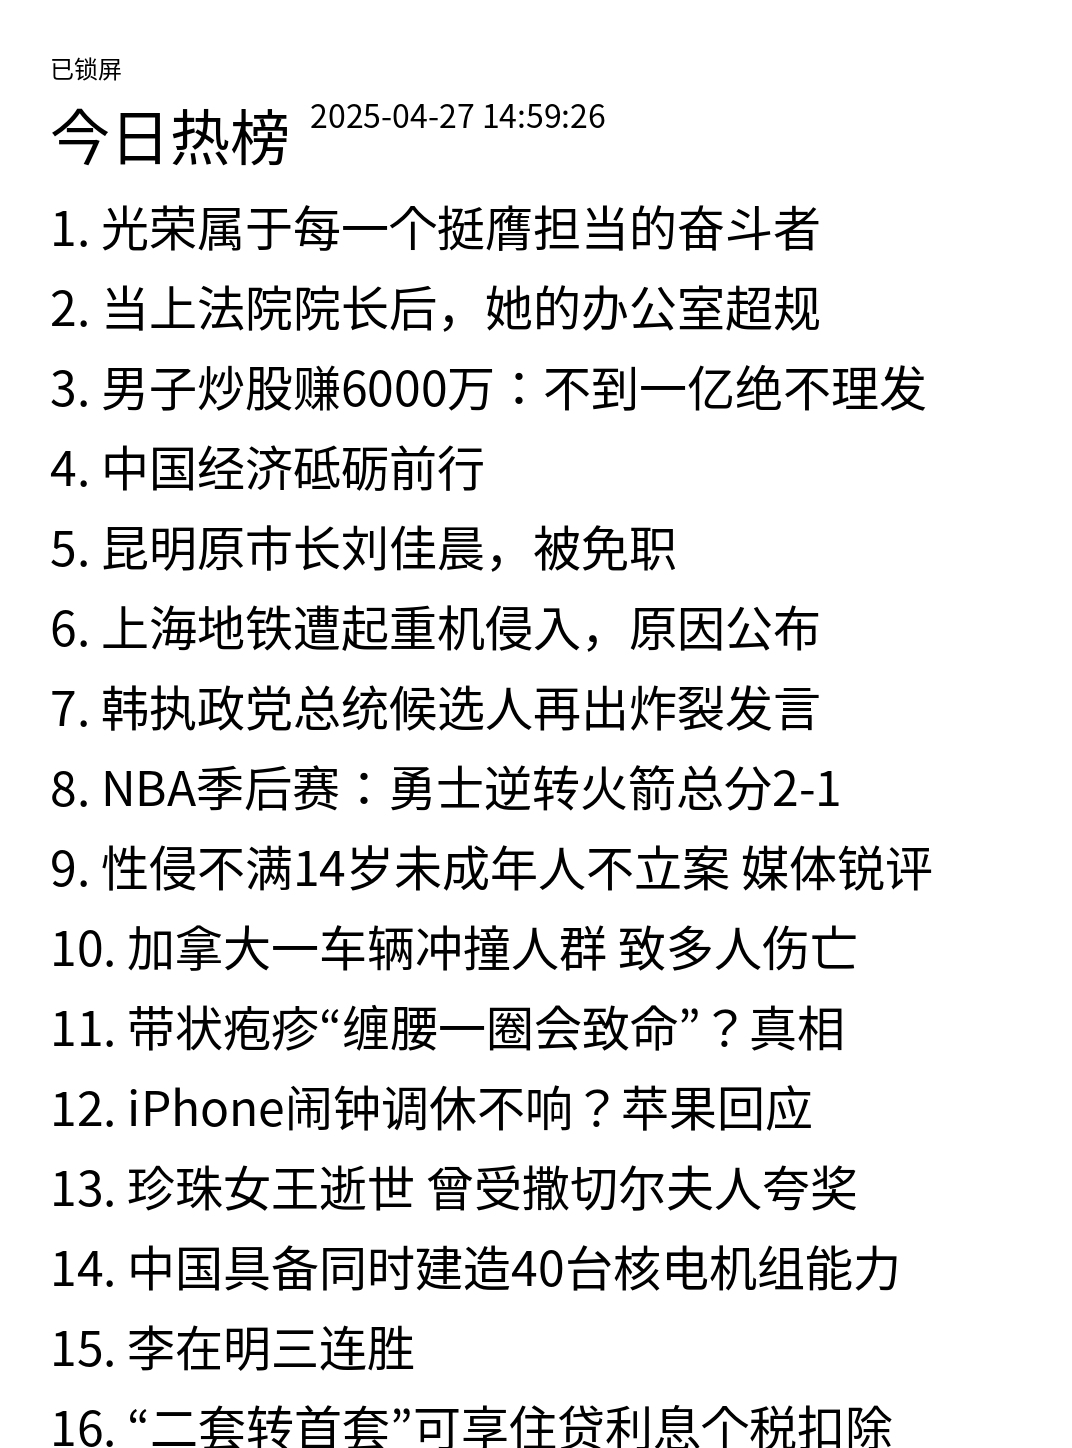 已锁屏
今日热榜 2025-04-27 14:59:26
1. 光荣属于每一个挺膺担当的奋斗者
2. 当上法院院长后，她的办公室超规
3. 男子炒股赚6000万：不到一亿绝不理发
4. 中国经济砥砺前行
5. 昆明原市长刘佳晨，被免职
6. 上海地铁遭起重机侵入，原因公布
7. 韩执政党总统候选人再出炸裂发言
8. NBA季后赛：勇士逆转火箭总分2-1
9. 性侵不满14岁未成年人不立案 媒体锐评
10. 加拿大一车辆冲撞人群 致多人伤亡
11. 带状疱疹“缠腰一圈会致命”？真相
12. iPhone闹钟调休不响？苹果回应
13. 珍珠女王逝世 曾受撒切尔夫人夸奖
14. 中国具备同时建造40台核电机组能力
15. 李在明三连胜
16. “二套转首套”可享住贷利息个税扣除